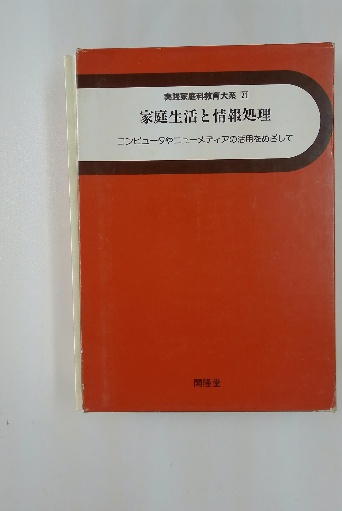 実践家庭科教育大系 21
家庭生活と情報処理
コンピュータやニューメディアの活用をめざして
開隆堂